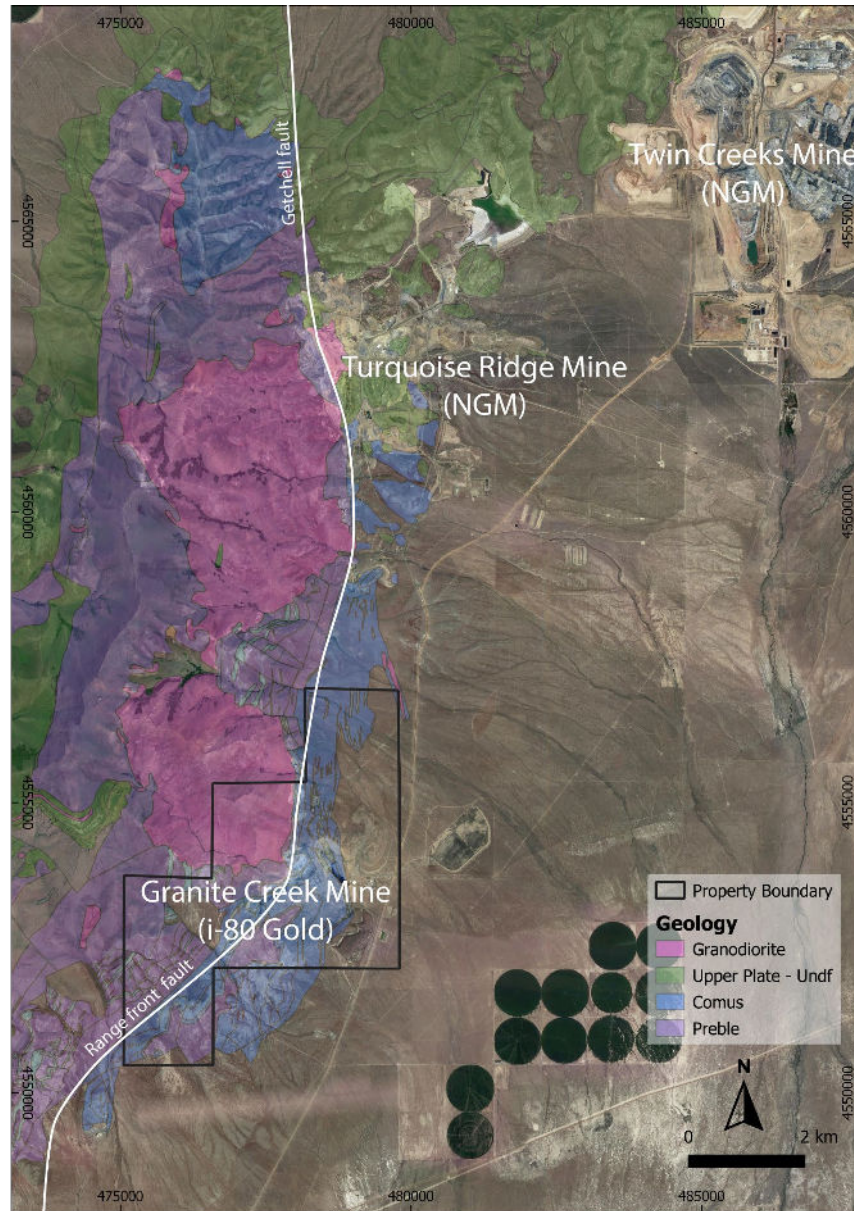 475000
480000
485000
Getchell fault
Twin Creeks Mine
(NGM)
4565000
4565000
Turquoise Ridge Mine
(NGM)
4560000
4560000
4555000
4555000
Granite Creek Mine
(i-80 Gold)
Range front fault
Property Boundary
Geology
Granodiorite
Upper Plate - Undf
Comus
Preble
4550000
4550000
N
0
2 km
475000
480000
485000